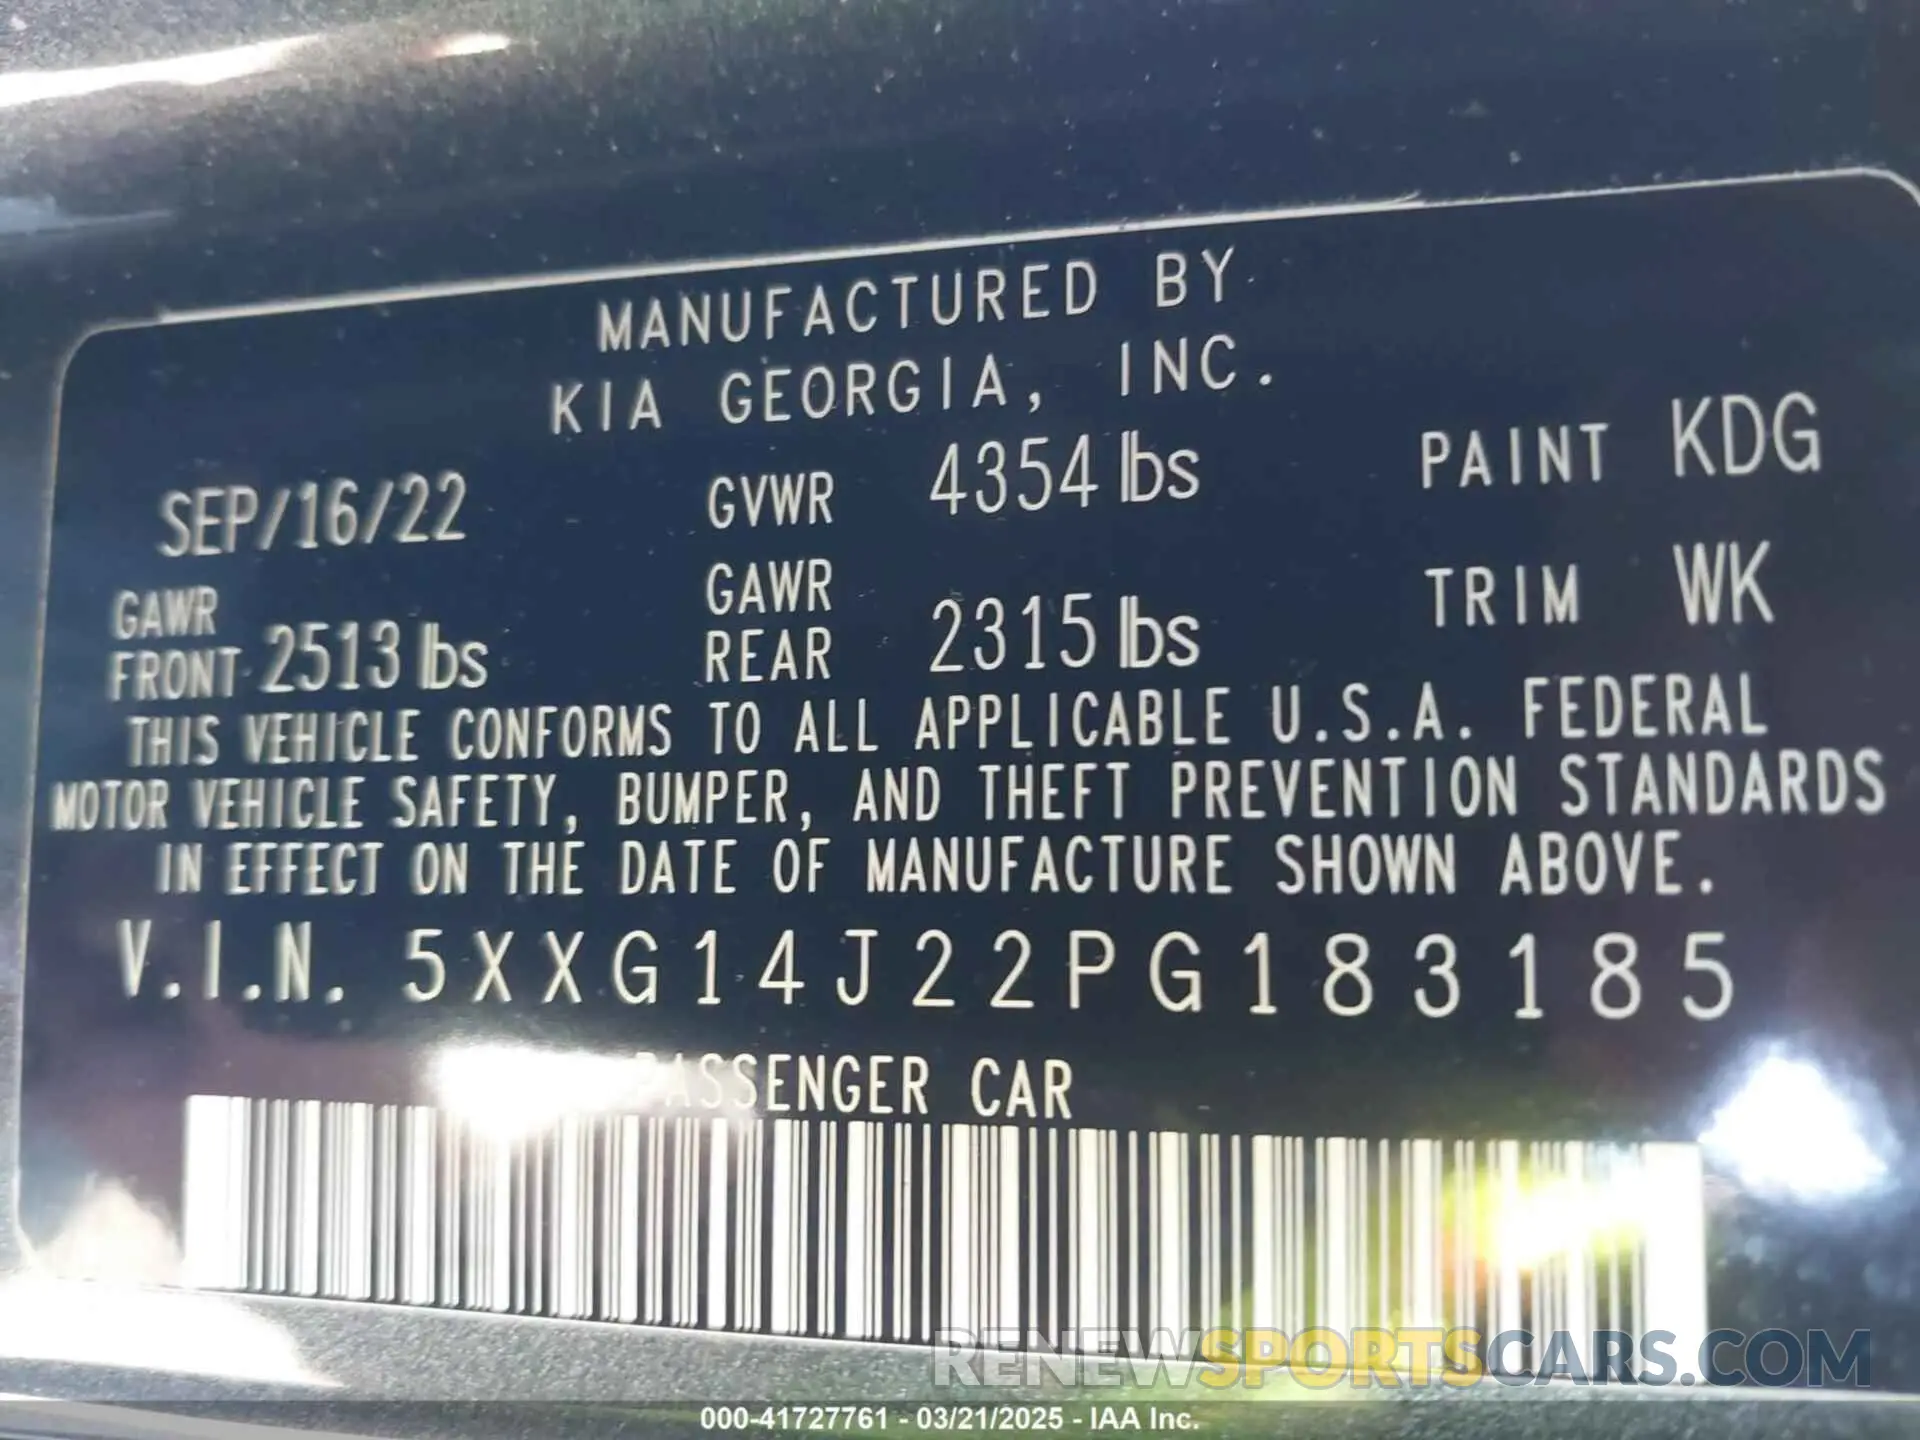 MANUFACTURED BY
KIA GEORGIA, INC.
SEP/16/22 GVWR 4354 lbs PAINT KDG
GAWR FRONT 2513 lbs GAWR REAR 2315 lbs TRIM WK
THIS VEHICLE CONFORMS TO ALL APPLICABLE U.S.A. FEDERAL
MOTOR VEHICLE SAFETY, BUMPER, AND THEFT PREVENTION STANDARDS
IN EFFECT ON THE DATE OF MANUFACTURE SHOWN ABOVE.
V.I.N. 5XXG14J22PG183185
PASSENGER CAR
RENEWSPORTSCARS.COM
000-41727761 - 03/21/2025 - IAA Inc.